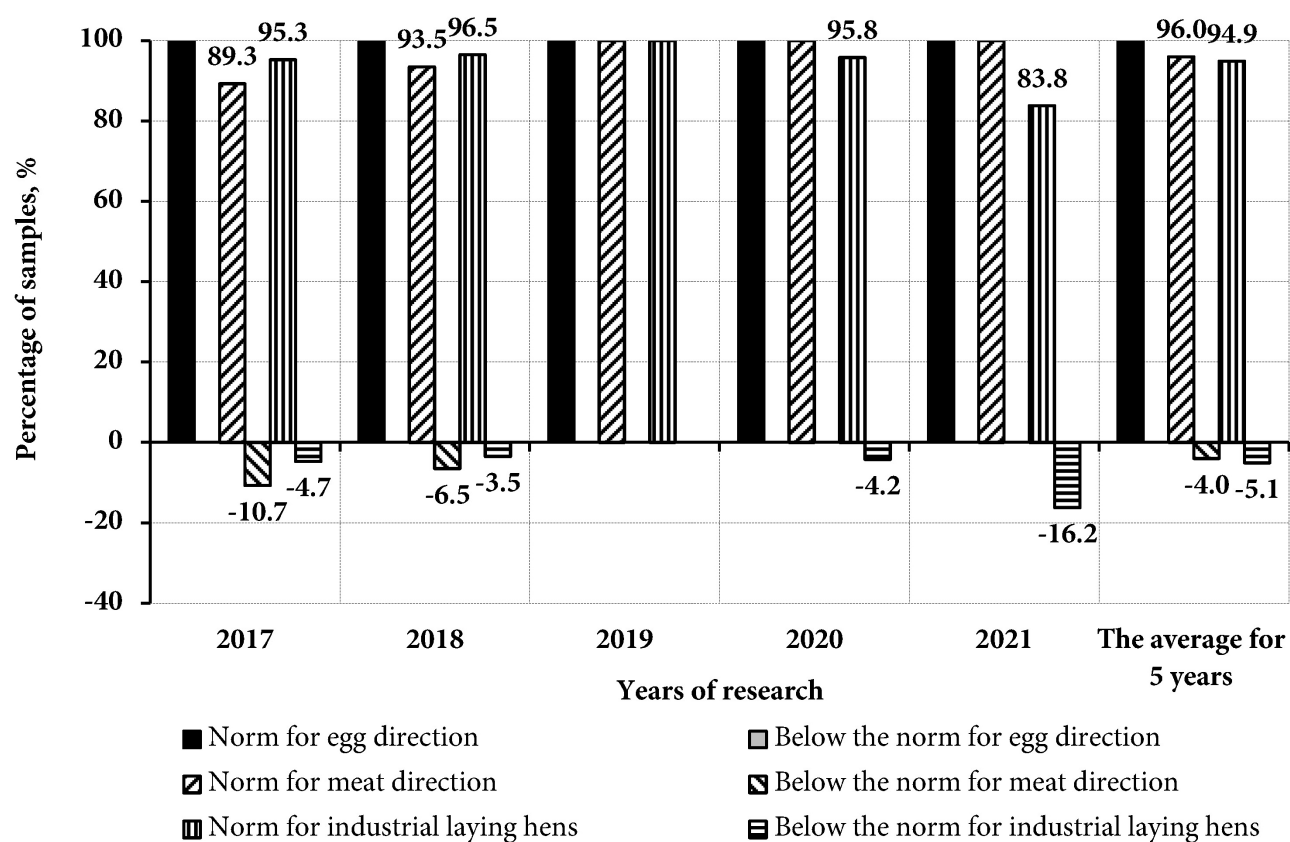 100
80
60
40
20
0
-20
-40
Percentage of samples, %
89.3
95.3
-10.7
-4.7
93.5
96.5
-6.5
-3.5
95.8
-4.2
83.8
-16.2
96.0
94.9
-4.0
-5.1
2017
2018
2019
2020
2021
The average for
5 years
Years of research
Norm for egg direction
Below the norm for egg direction
Norm for meat direction
Below the norm for meat direction
Norm for industrial laying hens
Below the norm for industrial laying hens